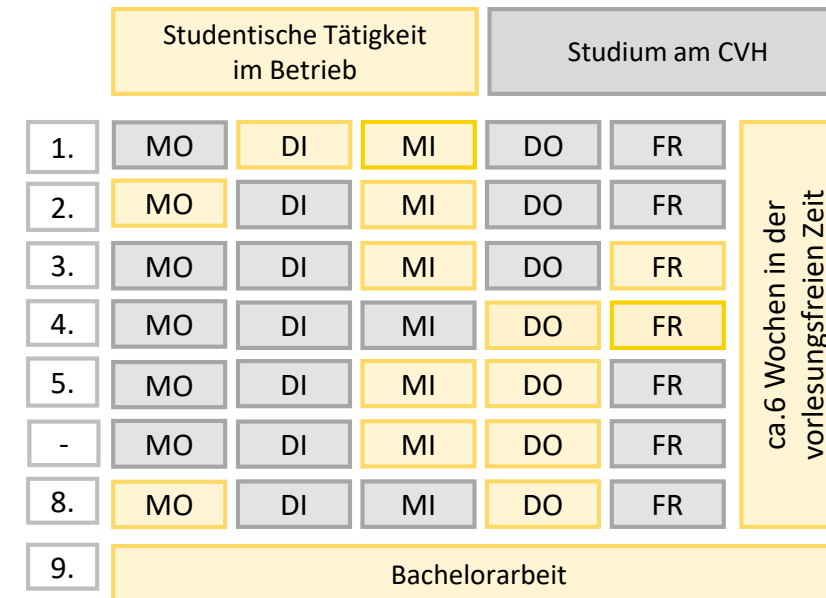 Studentische Tätigkeit
im Betrieb
Studium am CVH
1. MO DI MI DO FR
2. MO DI MI DO FR
3. MO DI MI DO FR
4. MO DI MI DO FR
5. MO DI MI DO FR
- MO DI MI DO FR
8. MO DI MI DO FR
ca.6 Wochen in der
vorlesungsfreien Zeit
9. Bachelorarbeit